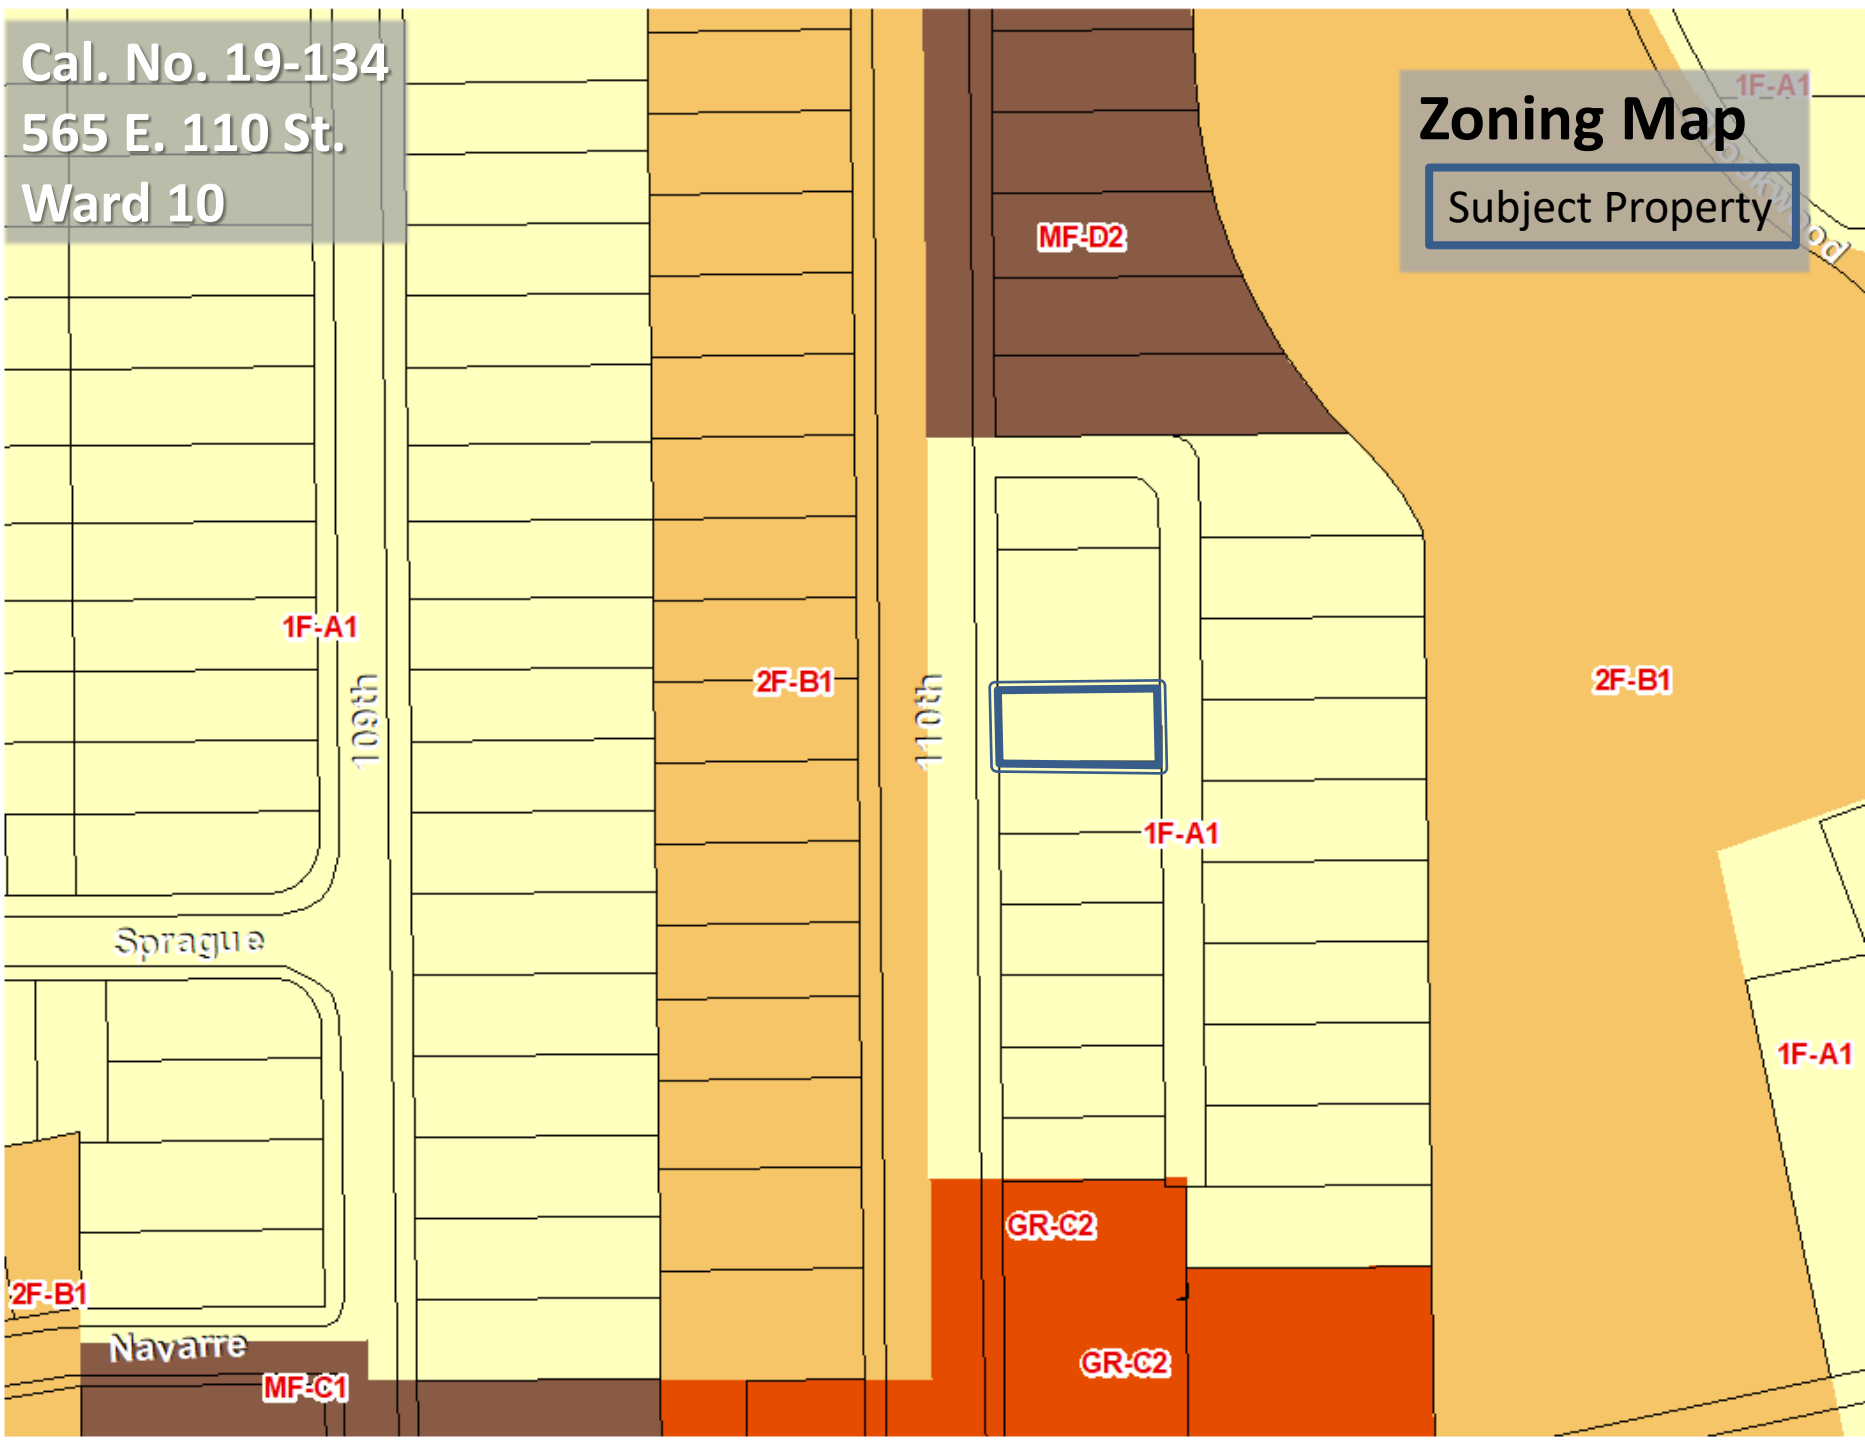 Cal. No. 19-134
565 E. 110 St.
Ward 10
1F-A1
Zoning Map
Subject Property
Brookwood
MF-D2
1F-A1
109th
2F-B1
110th
2F-B1
1F-A1
Sprague
1F-A1
GR-C2
2F-B1
Navarre
GR-C2
MF-C1